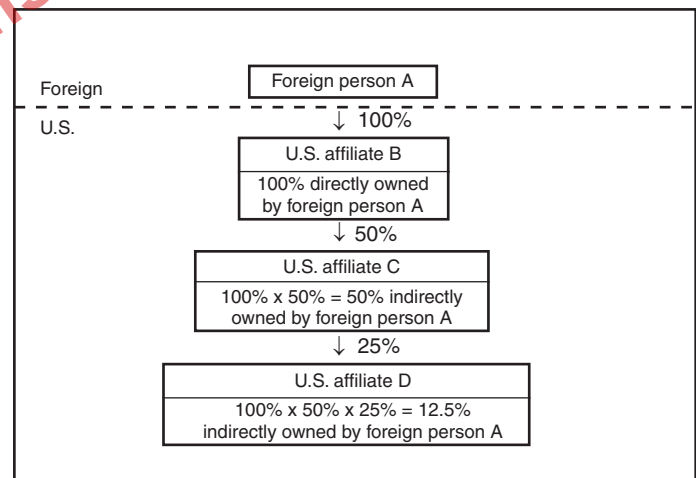 Foreign person A
Foreign
U.S.
↓ 100%
U.S. affiliate B
100% directly owned
by foreign person A
↓ 50%
U.S. affiliate C
100% x 50% = 50% indirectly
owned by foreign person A
↓ 25%
U.S. affiliate D
100% x 50% x 25% = 12.5%
indirectly owned by foreign person A